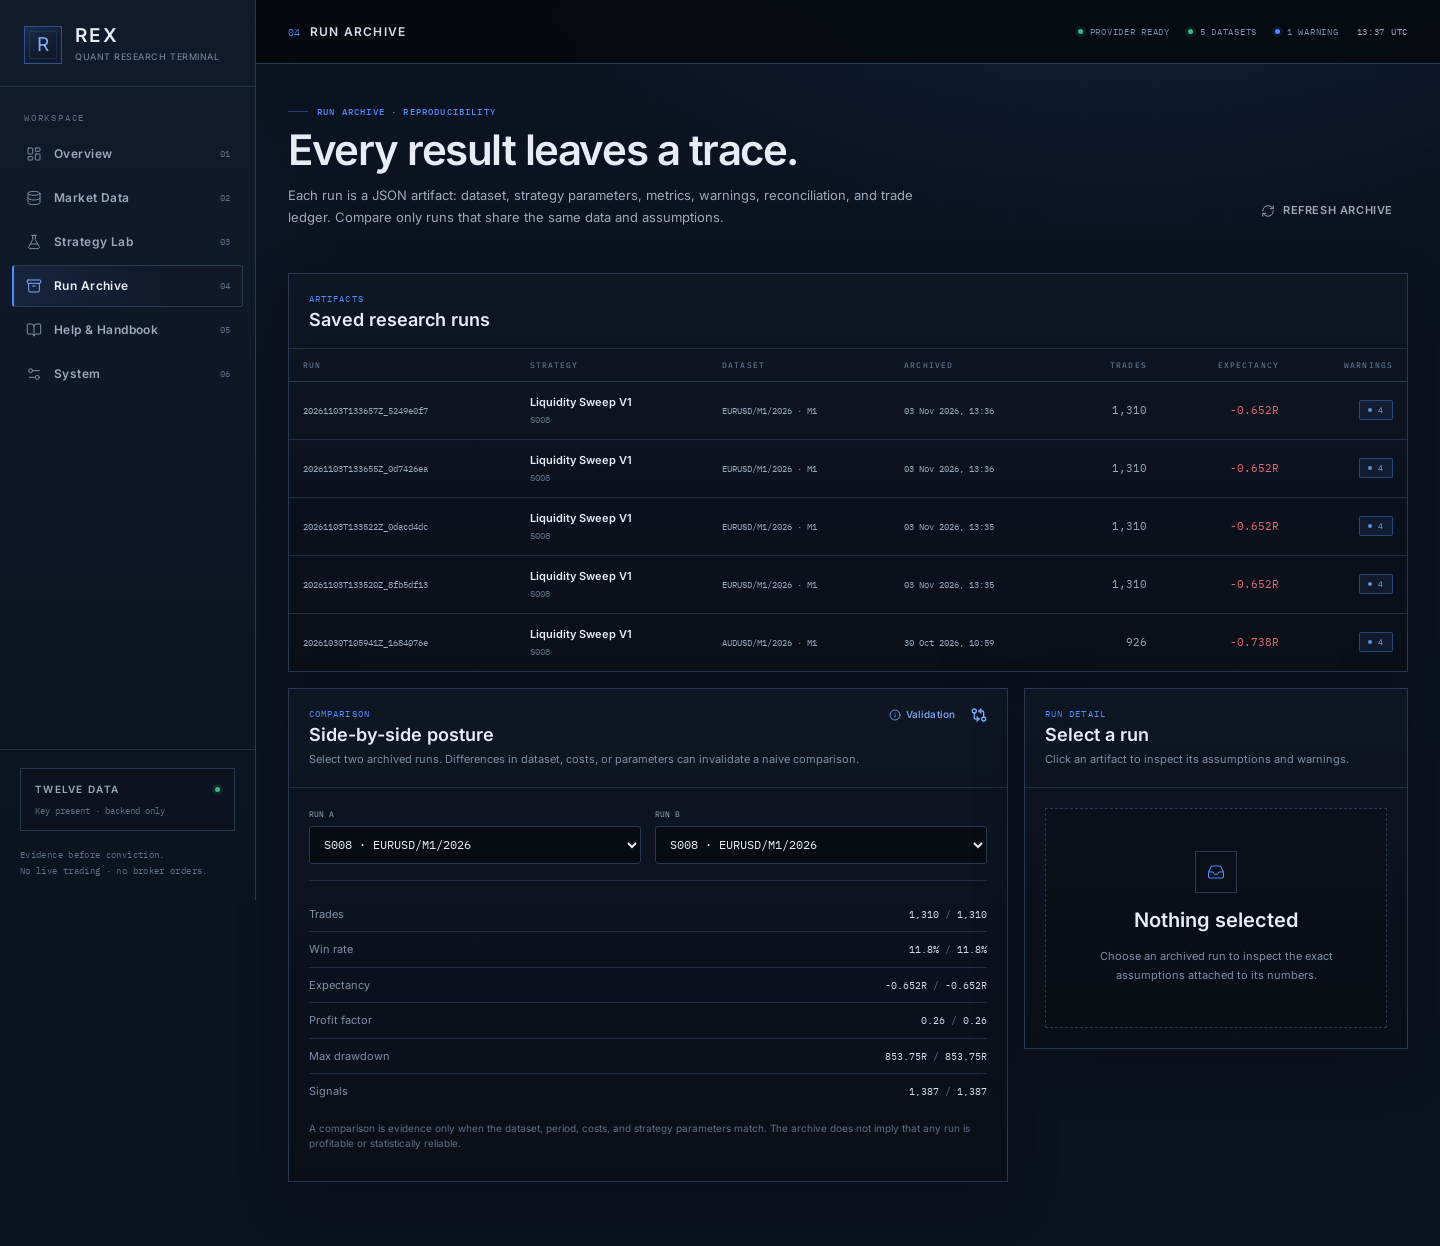 R
REX
QUANT RESEARCH TERMINAL
WORKSPACE
Overview 01
Market Data 02
Strategy Lab 03
Run Archive 04
Help & Handbook 05
System 06
TWELVE DATA
Key present · backend only
Evidence before conviction.
No live trading · no broker orders.
04 RUN ARCHIVE
PROVIDER READY 5 DATASETS 1 WARNING 13:37 UTC
RUN ARCHIVE · REPRODUCIBILITY
Every result leaves a trace.
Each run is a JSON artifact: dataset, strategy parameters, metrics, warnings, reconciliation, and trade
ledger. Compare only runs that share the same data and assumptions.
REFRESH ARCHIVE
ARTIFACTS
Saved research runs
RUN STRATEGY DATASET ARCHIVED TRADES EXPECTANCY WARNINGS
20261103T133657Z_5249e0f7 Liquidity Sweep V1 EURUSD/M1/2026 · M1 03 Nov 2026, 13:36 1,310 -0.652R 4
S008
20261103T133655Z_0d7426ea Liquidity Sweep V1 EURUSD/M1/2026 · M1 03 Nov 2026, 13:36 1,310 -0.652R 4
S008
20261103T133522Z_0dacd4dc Liquidity Sweep V1 EURUSD/M1/2026 · M1 03 Nov 2026, 13:35 1,310 -0.652R 4
S008
20261103T133520Z_8fb5df13 Liquidity Sweep V1 EURUSD/M1/2026 · M1 03 Nov 2026, 13:35 1,310 -0.652R 4
S008
20261030T105941Z_1684076e Liquidity Sweep V1 AUDUSD/M1/2026 · M1 30 Oct 2026, 10:59 926 -0.738R 4
S008
COMPARISON
Side-by-side posture
Select two archived runs. Differences in dataset, costs, or parameters can invalidate a naive comparison.
Validation
RUN A RUN B
S008 · EURUSD/M1/2026 S008 · EURUSD/M1/2026
Trades 1,310 / 1,310
Win rate 11.8% / 11.8%
Expectancy -0.652R / -0.652R
Profit factor 0.26 / 0.26
Max drawdown 853.75R / 853.75R
Signals 1,387 / 1,387
A comparison is evidence only when the dataset, period, costs, and strategy parameters match. The archive does not imply that any run is
profitable or statistically reliable.
RUN DETAIL
Select a run
Click an artifact to inspect its assumptions and warnings.
Nothing selected
Choose an archived run to inspect the exact
assumptions attached to its numbers.